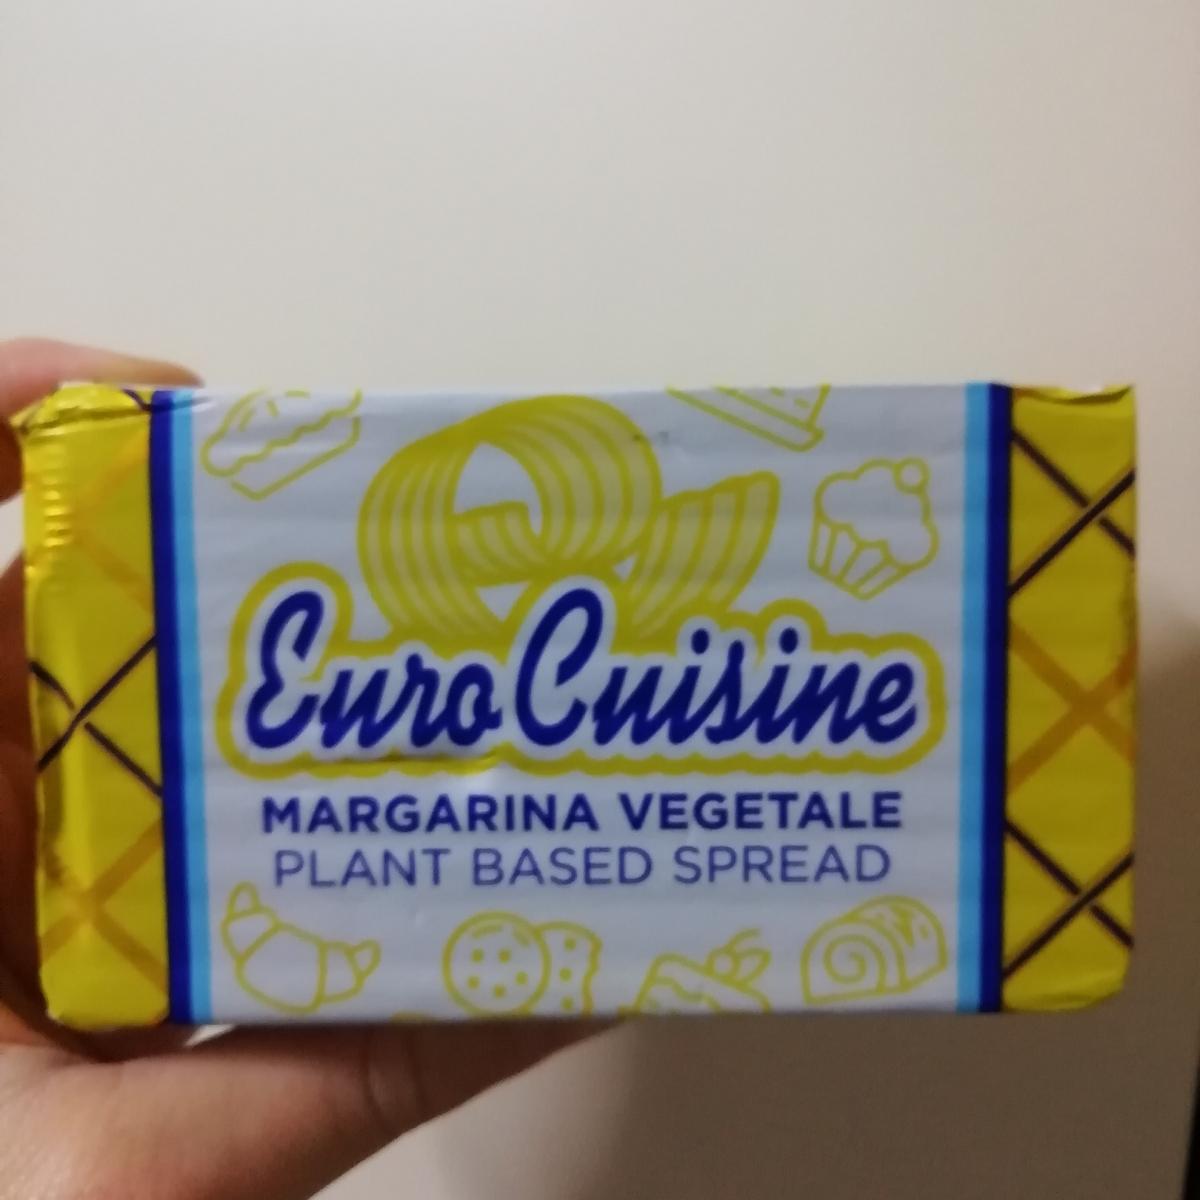 Euro Cuisine
MARGARINA VEGETALE
PLANT BASED SPREAD